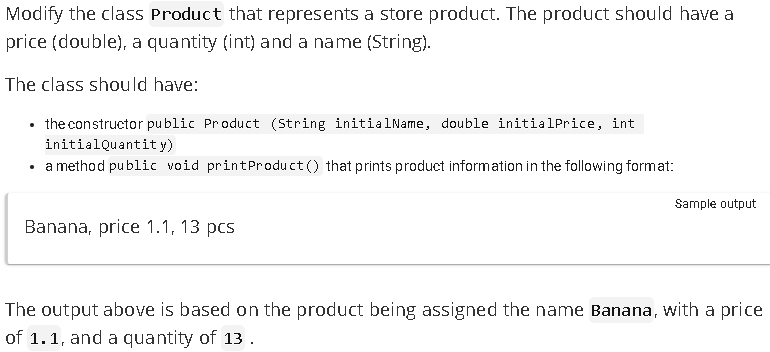 Modify the class Product that represents a store product. The product should have a
price (double), a quantity (int) and a name (String).
The class should have:
• the constructor public Product (String initialName, double initialPrice, int
initialQuantity)
• a method public void printProduct() that prints product information in the following format:
Sample output
Banana, price 1.1, 13 pcs
The output above is based on the product being assigned the name Banana, with a price
of 1.1, and a quantity of 13 .